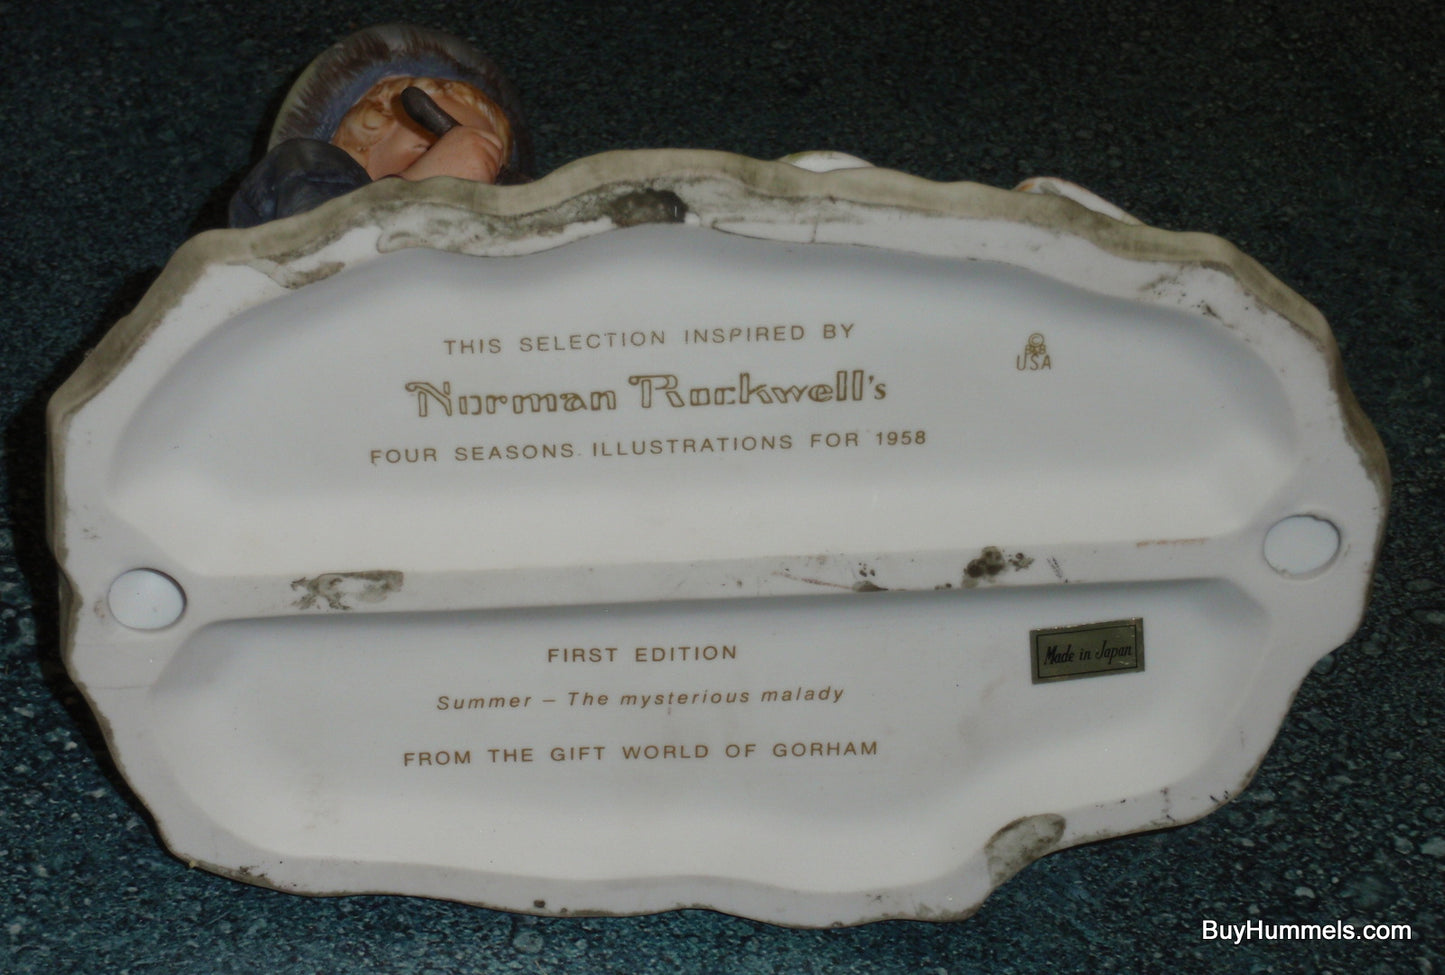 THIS SELECTION INSPIRED BY
Norman Rockwell's
FOUR SEASONS ILLUSTRATIONS FOR 1958
©
USA
FIRST EDITION
Summer – The mysterious malady
FROM THE GIFT WORLD OF GORHAM
Made in Japan
BuyHummels.com